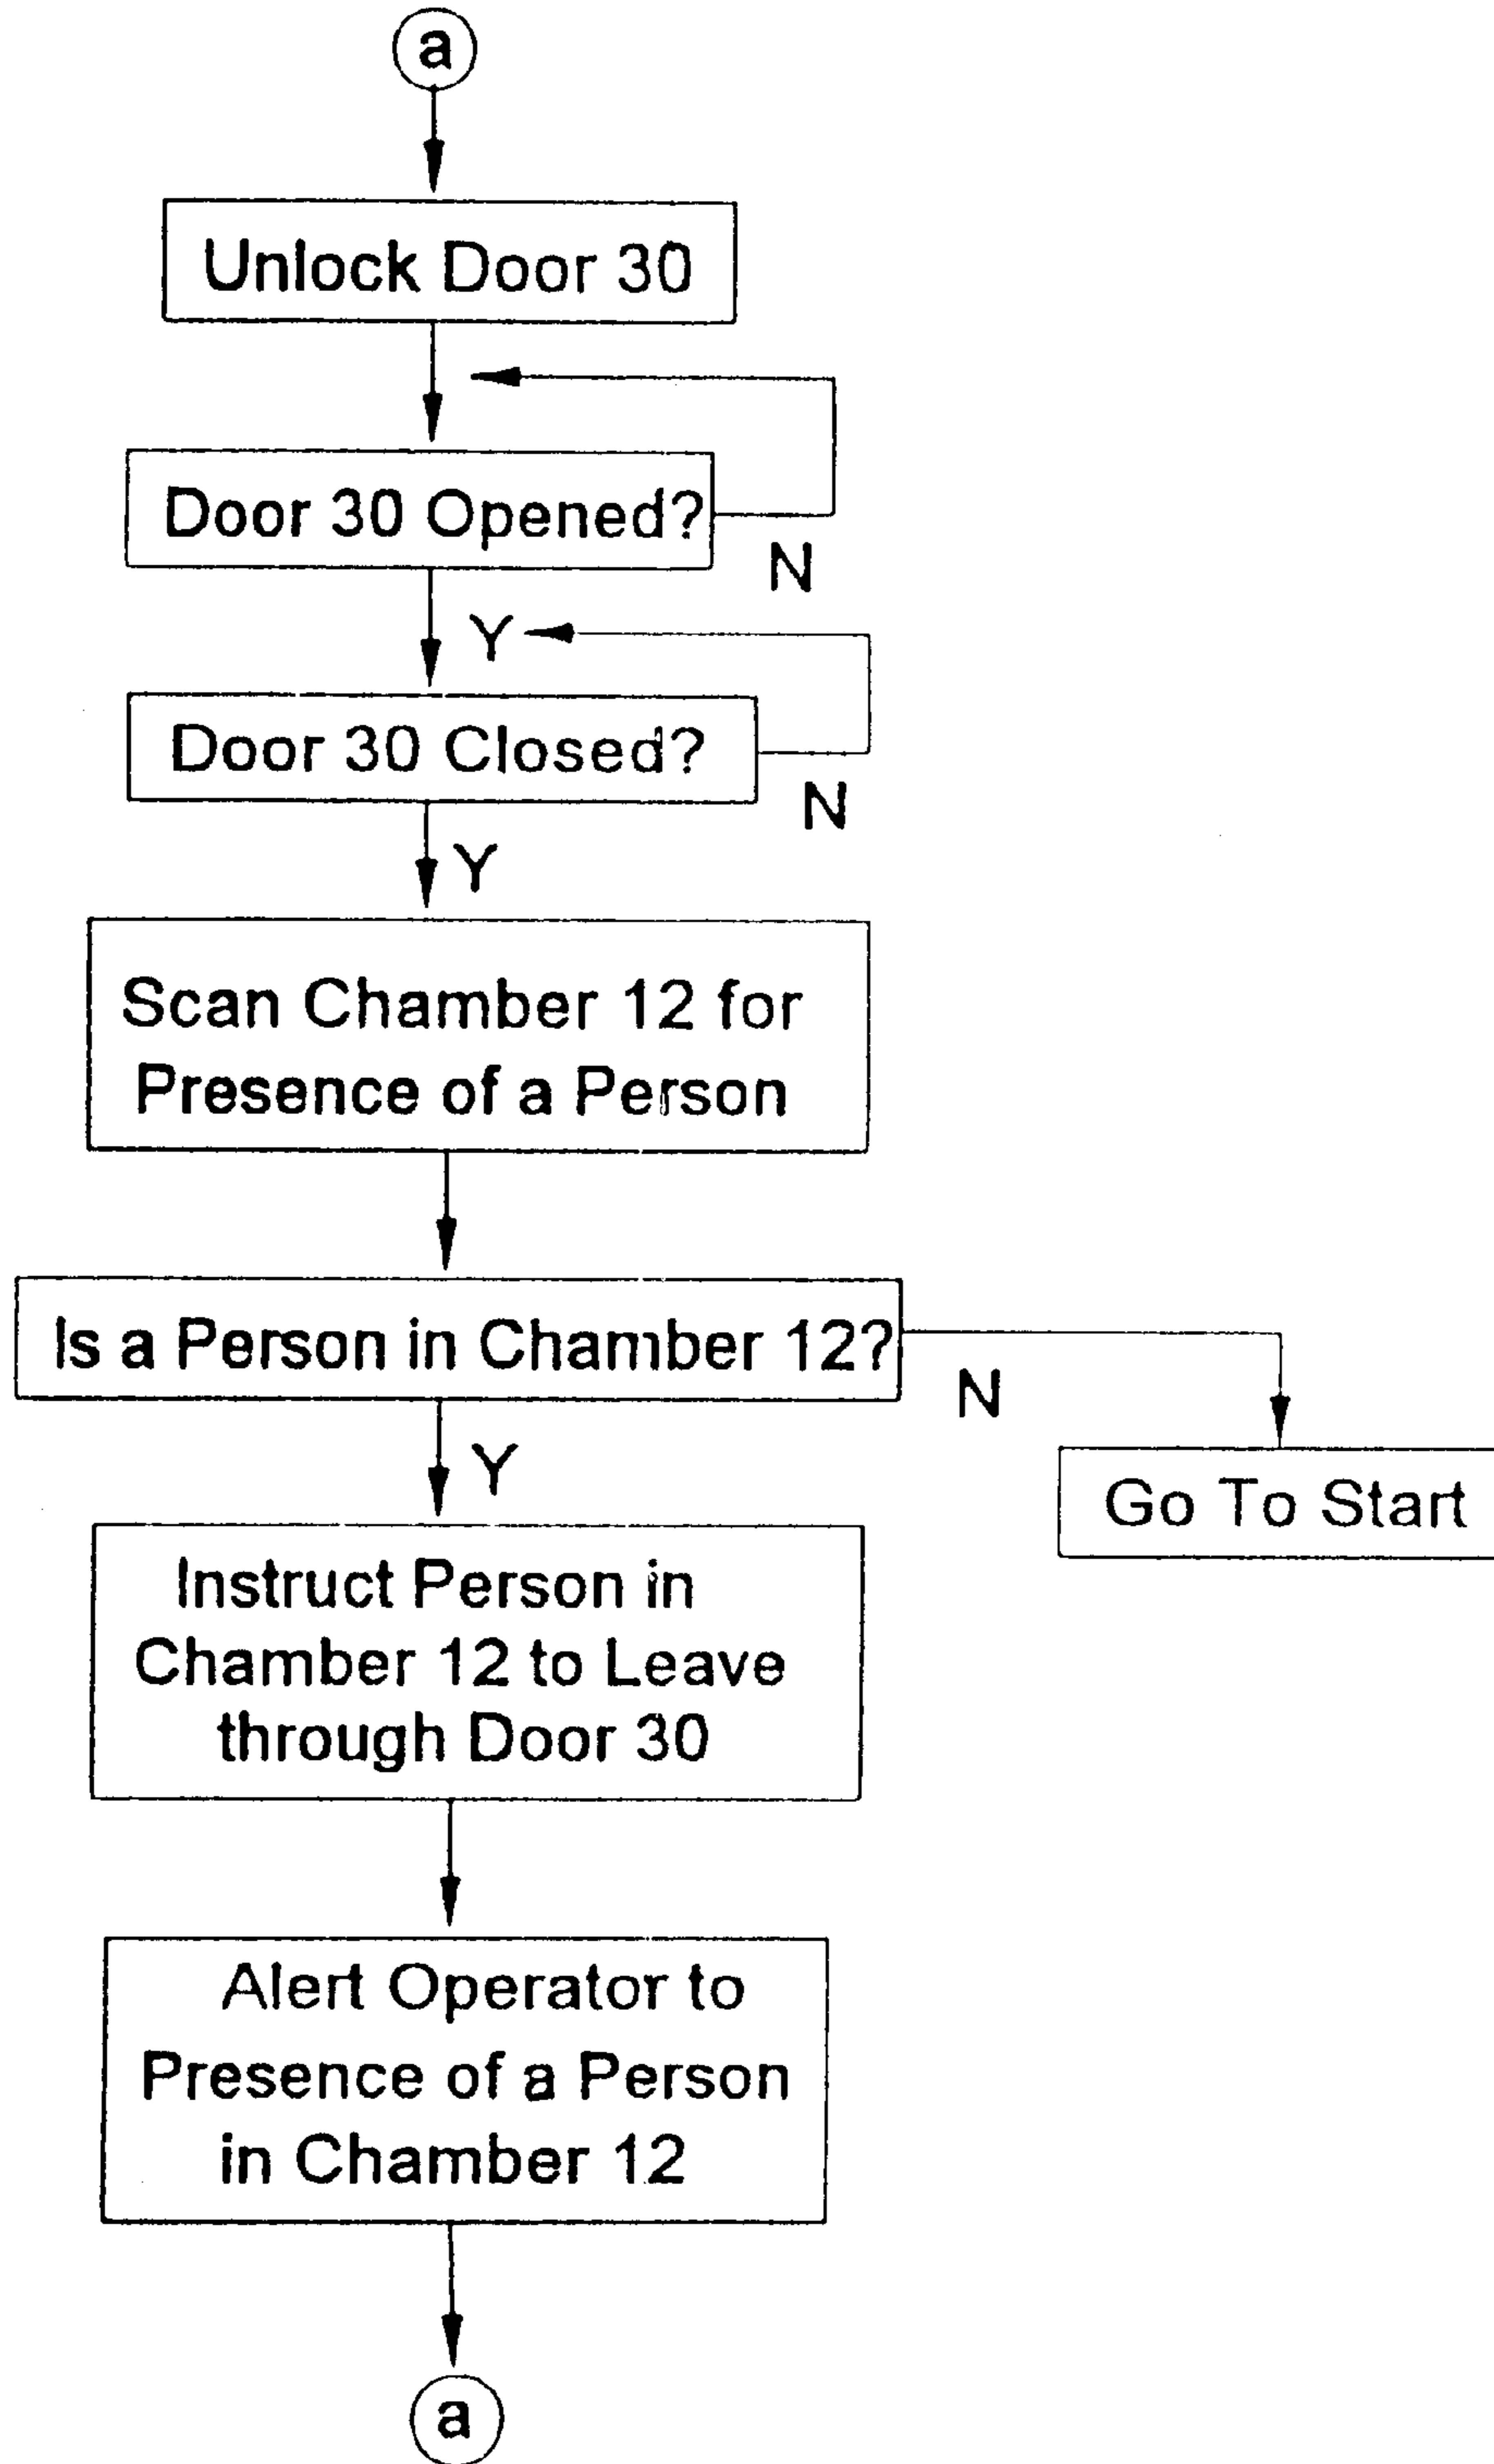 a
Unlock Door 30
Door 30 Opened?
N
Y
Door 30 Closed?
N
Y
Scan Chamber 12 for
Presence of a Person
Is a Person in Chamber 12?
N
Y
Go To Start
Instruct Person in
Chamber 12 to Leave
through Door 30
Alert Operator to
Presence of a Person
in Chamber 12
a